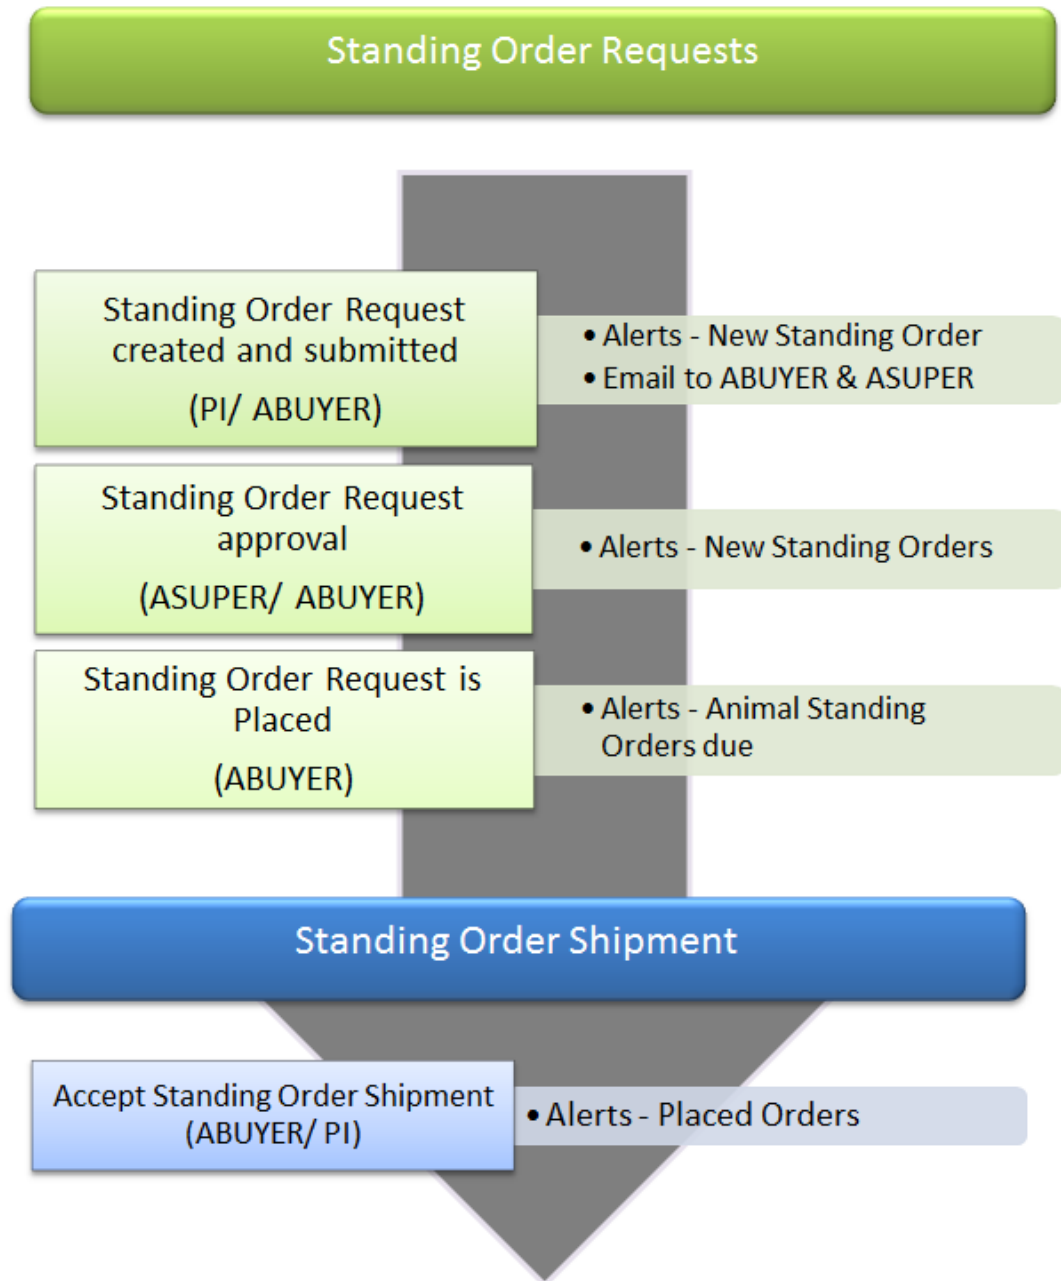 Standing Order Requests
Standing Order Request
created and submitted
(PI/ ABUYER)
• Alerts - New Standing Order
• Email to ABUYER & ASUPER
Standing Order Request
approval
(ASUPER/ ABUYER)
• Alerts - New Standing Orders
Standing Order Request is
Placed
(ABUYER)
• Alerts - Animal Standing
Orders due
Standing Order Shipment
Accept Standing Order Shipment
(ABUYER/ PI)
• Alerts - Placed Orders